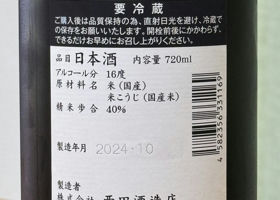 要冷蔵
ご購入後は品質保持の為、直射日光を避け、冷蔵で
の保存をお願いします。開栓前後にかかわらず、
できるだけお早めにお召し上がりください。
品目 日本酒 内容量 720ml
アルコール分 16度
原材料名 米(国産)
米こうじ(国産米)
精米歩合 40%
製造年月 2024-10
製造者
株式会社 西田酒造店
4582356331169